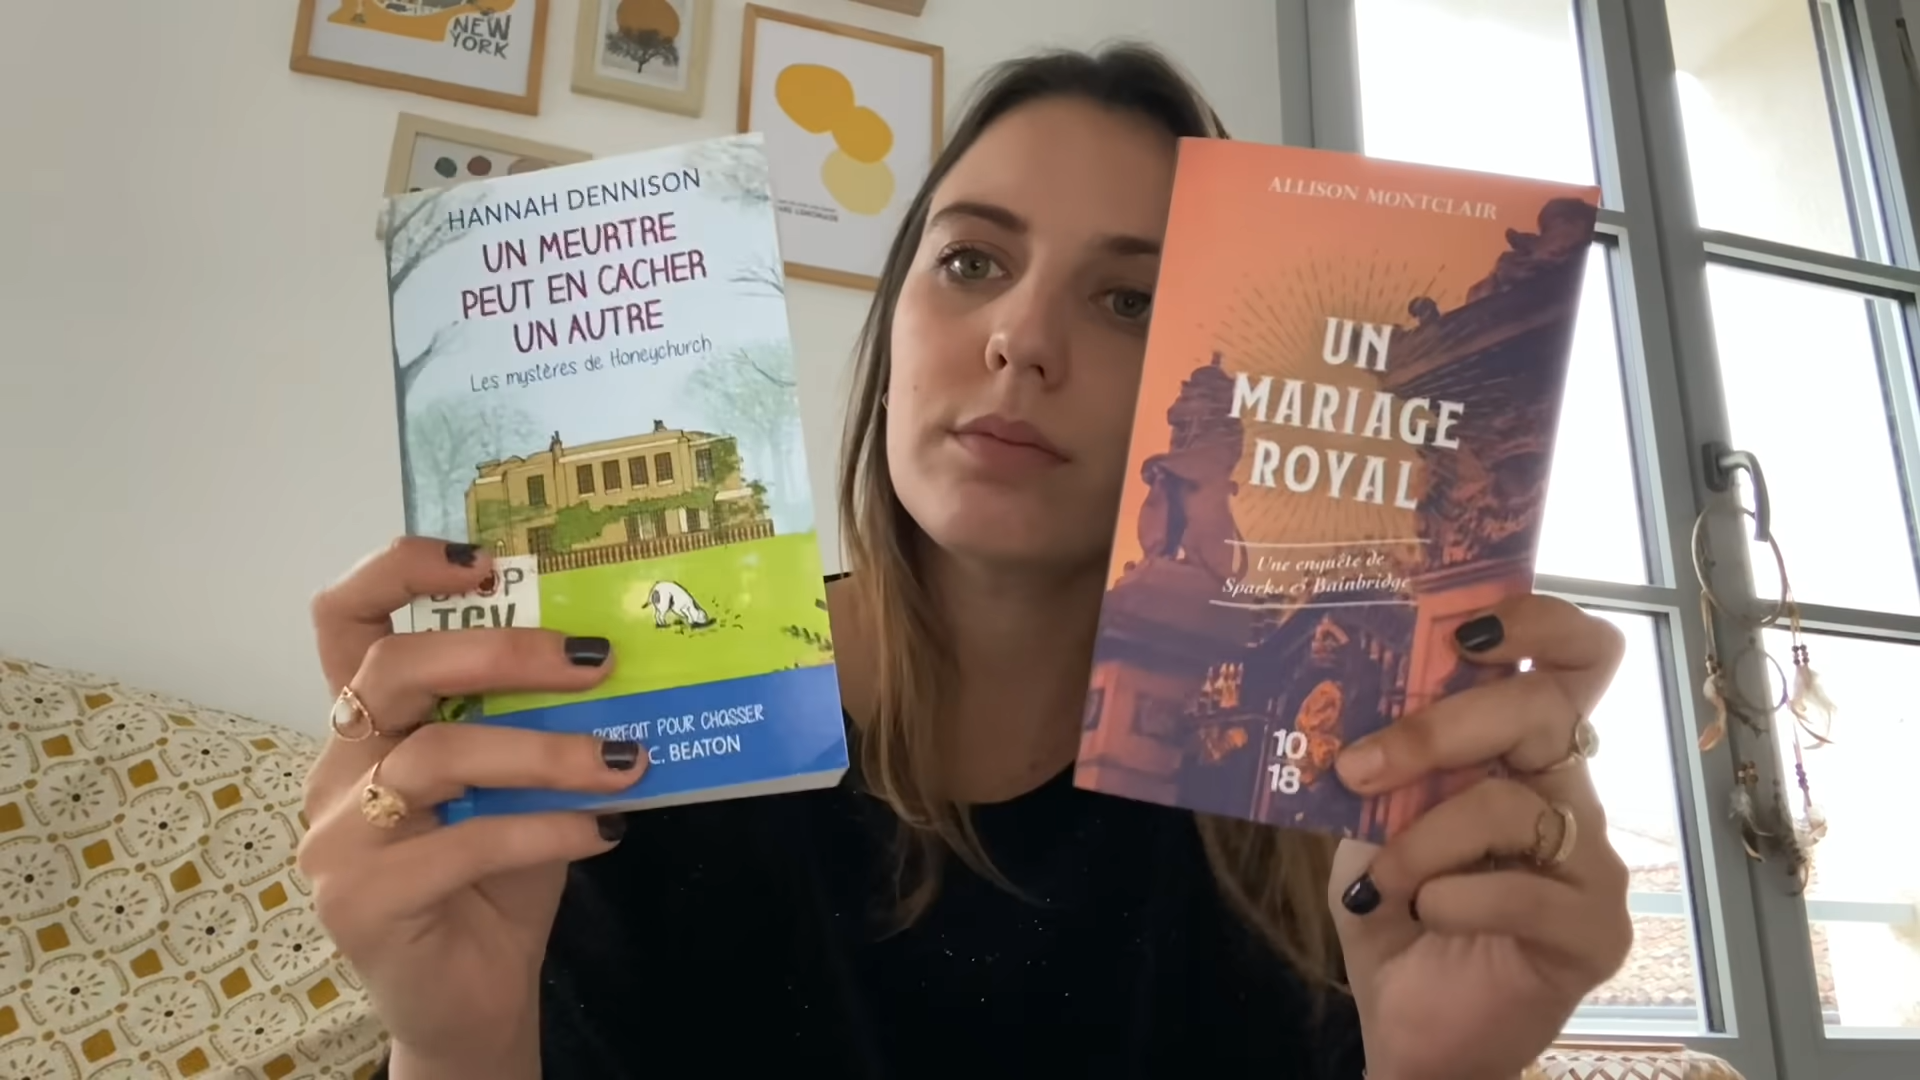 NEW
YORK
HANNAH DENNISON
UN MEURTRE
PEUT EN CACHER
UN AUTRE
Les mystères de Honeychurch
TGV
PARFAIT POUR CHASSER
C. BEATON
ALLISON MONTCLAIR
UN
MARIAGE
ROYAL
Une enquête de
Sparks & Bainbridge
10
18